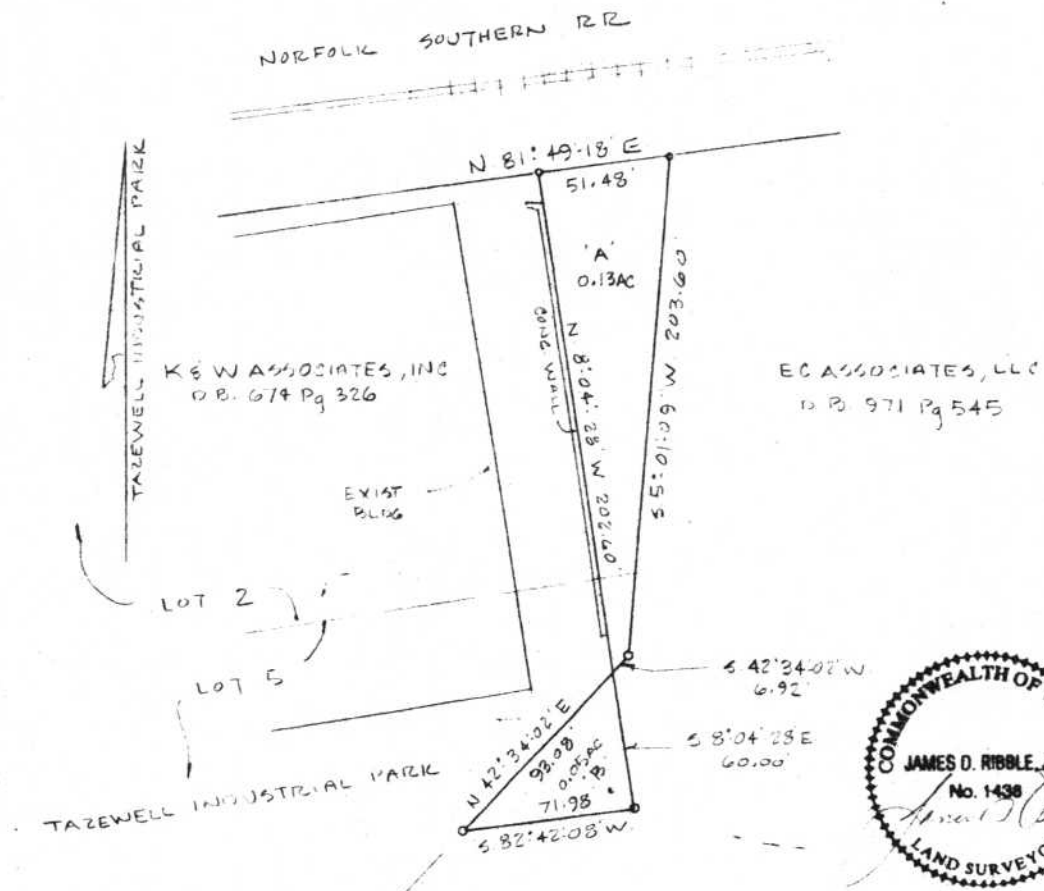 NORFOLK SOUTHERN RR
N 81°49'18" E
51.48'
'A'
0.13AC
TAZEWELL INDUSTRIAL PARK
CONC WALL
N 8°04'28" W 202.60
S 5°01'09" W 203.60
K & W ASSOCIATES, INC
D.B. 674 Pg 326
EC ASSOCIATES, LLC
D.B. 971 Pg 545
EXIST
BLDG
LOT 2
LOT 5
S 42°34'02" W
6.92'
S 8°04'28" E
60.00'
N 42°34'02" E
93.08'
0.05AC
'B'
71.98
S 82°42'08" W
TAZEWELL INDUSTRIAL PARK
COMMONWEALTH OF
JAMES D. RIBBLE,
No. 1438
LAND SURVEYO